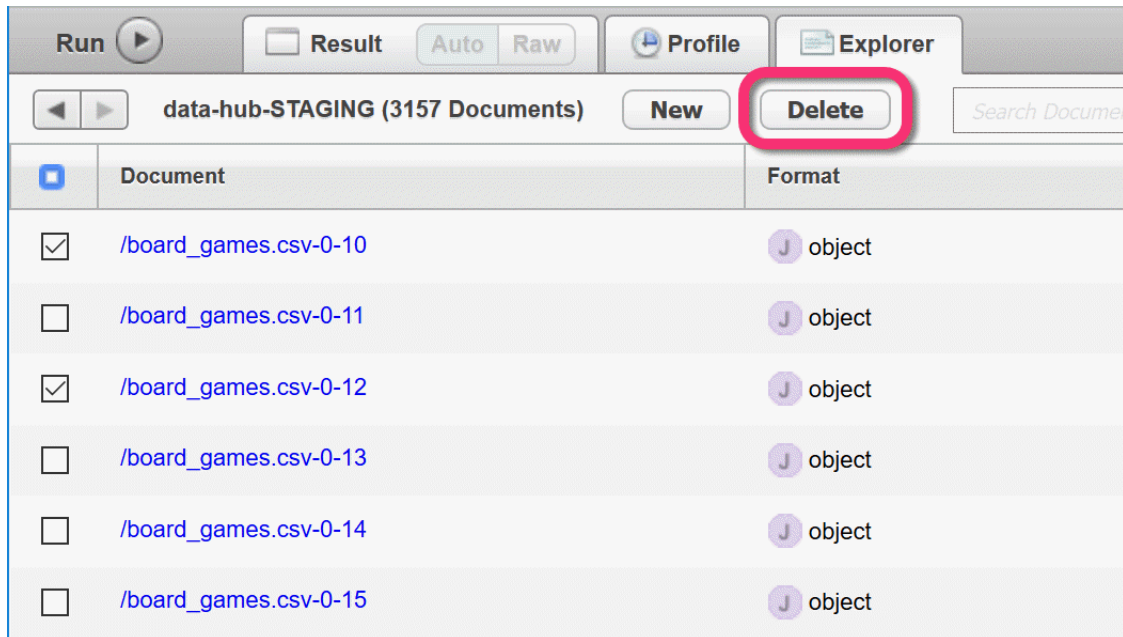 Run Result Auto Raw Profile Explorer
data-hub-STAGING (3157 Documents) New Delete Search
Document Format
/board_games.csv-0-10 J object
/board_games.csv-0-11 J object
/board_games.csv-0-12 J object
/board_games.csv-0-13 J object
/board_games.csv-0-14 J object
/board_games.csv-0-15 J object